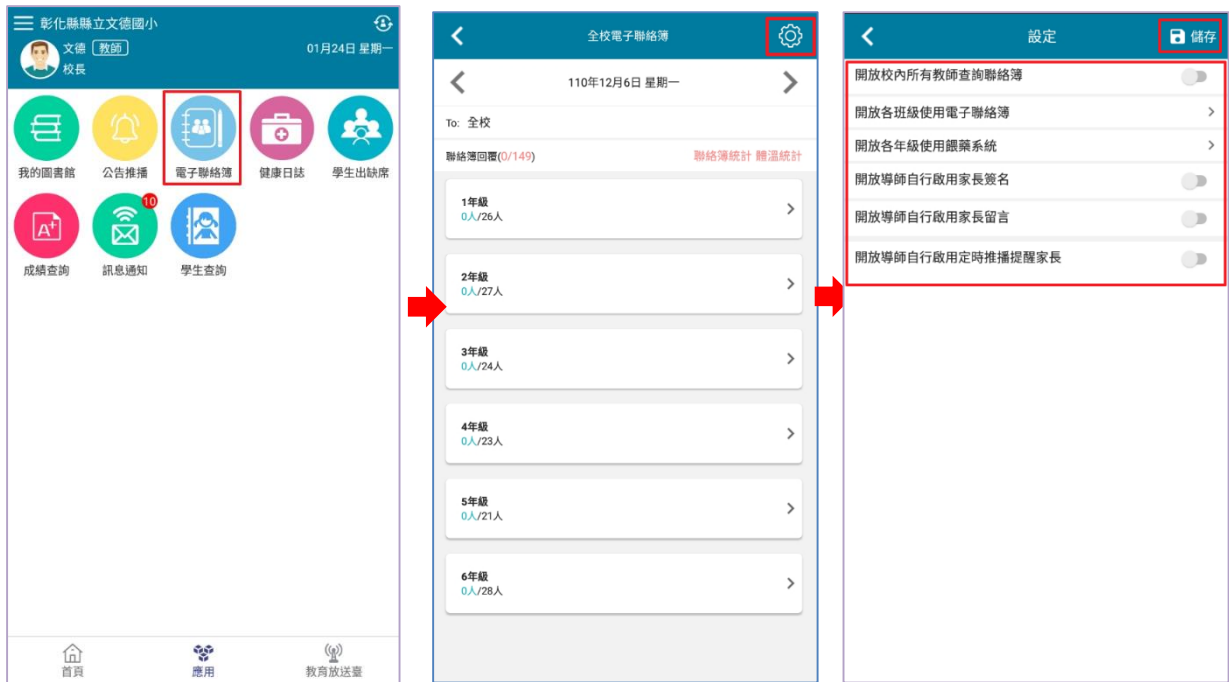 彰化縣縣立文德國小
文德 教師
01月24日 星期一
校長
我的圖書館
公告推播
電子聯絡簿
健康日誌
學生出缺席
A+
10
成績查詢
訊息通知
學生查詢
首頁
應用
教育放送臺
全校電子聯絡簿
110年12月6日 星期一
To: 全校
聯絡簿回覆(0/149)
聯絡簿統計 體溫統計
1年級
0人/26人
2年級
0人/27人
3年級
0人/24人
4年級
0人/23人
5年級
0人/21人
6年級
0人/28人
設定
儲存
開放校內所有教師查詢聯絡簿
開放各班級使用電子聯絡簿
開放各年級使用餵藥系統
開放導師自行啟用家長簽名
開放導師自行啟用家長留言
開放導師自行啟用定時推播提醒家長